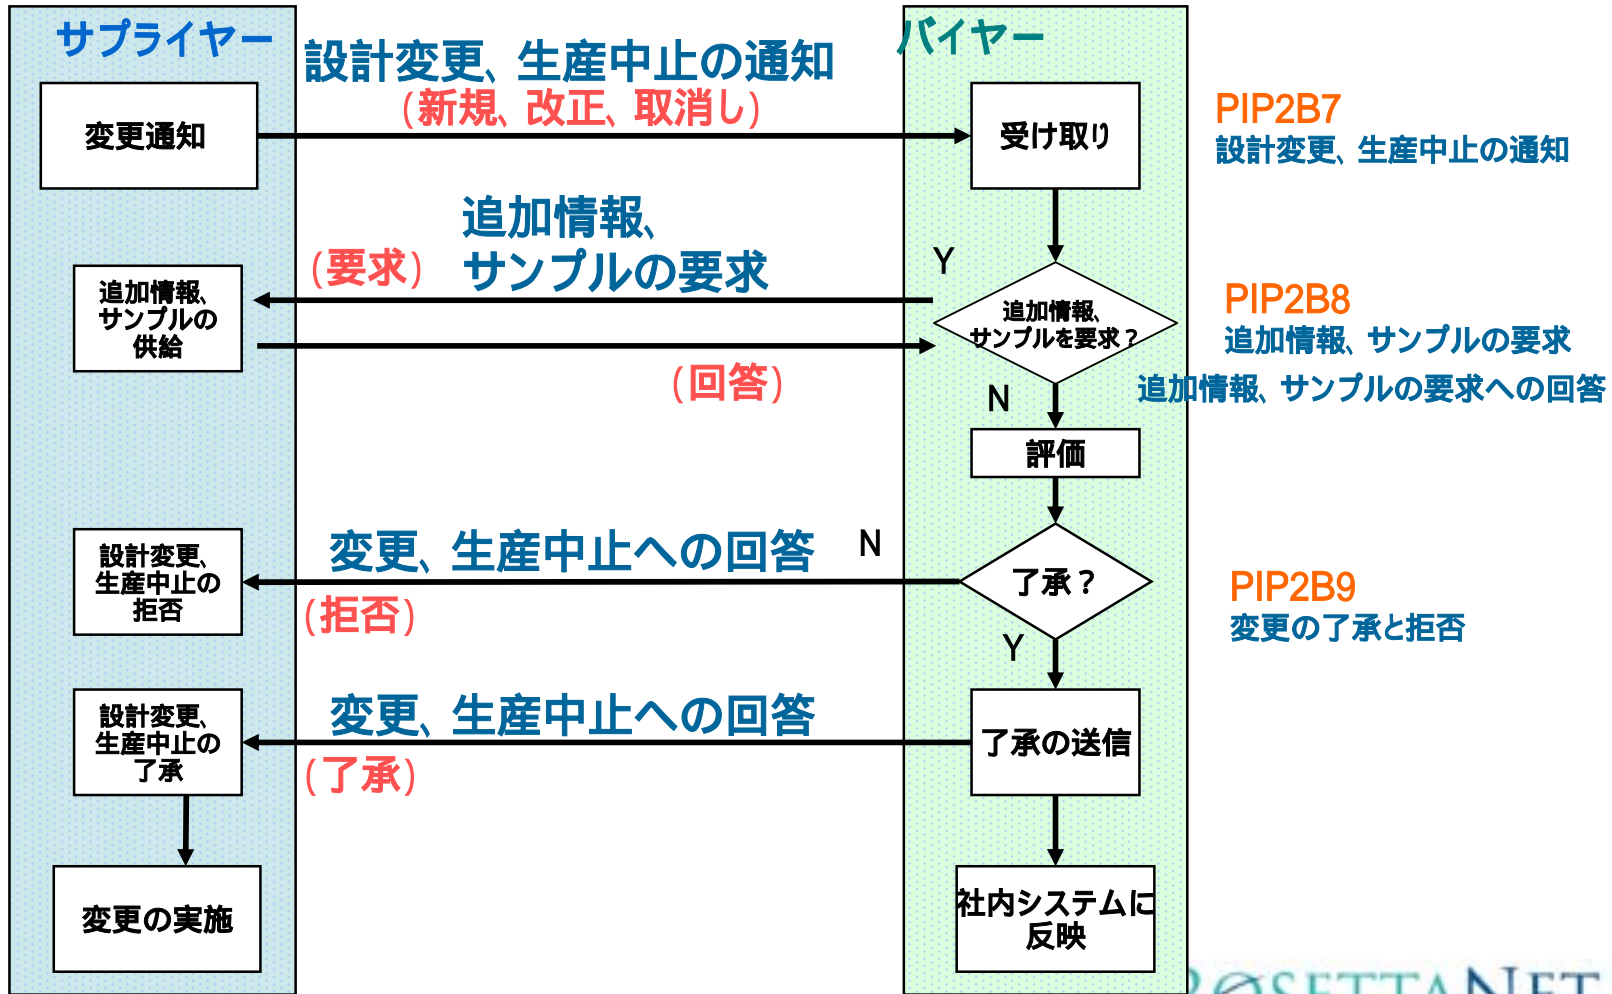 サプライヤー
バイヤー
設計変更、生産中止の通知
(新規、改正、取消し)
変更通知
受け取り
PIP2B7
設計変更、生産中止の通知
追加情報、
サンプルの要求
(要求)
Y
追加情報、
サンプルの
供給
追加情報、
サンプルを要求？
PIP2B8
追加情報、サンプルの要求
追加情報、サンプルの要求への回答
(回答)
N
評価
変更、生産中止への回答
N
設計変更、
生産中止の
拒否
(拒否)
了承？
PIP2B9
変更の了承と拒否
Y
変更、生産中止への回答
設計変更、
生産中止の
了承
(了承)
了承の送信
変更の実施
社内システムに
反映
ROSETTANET